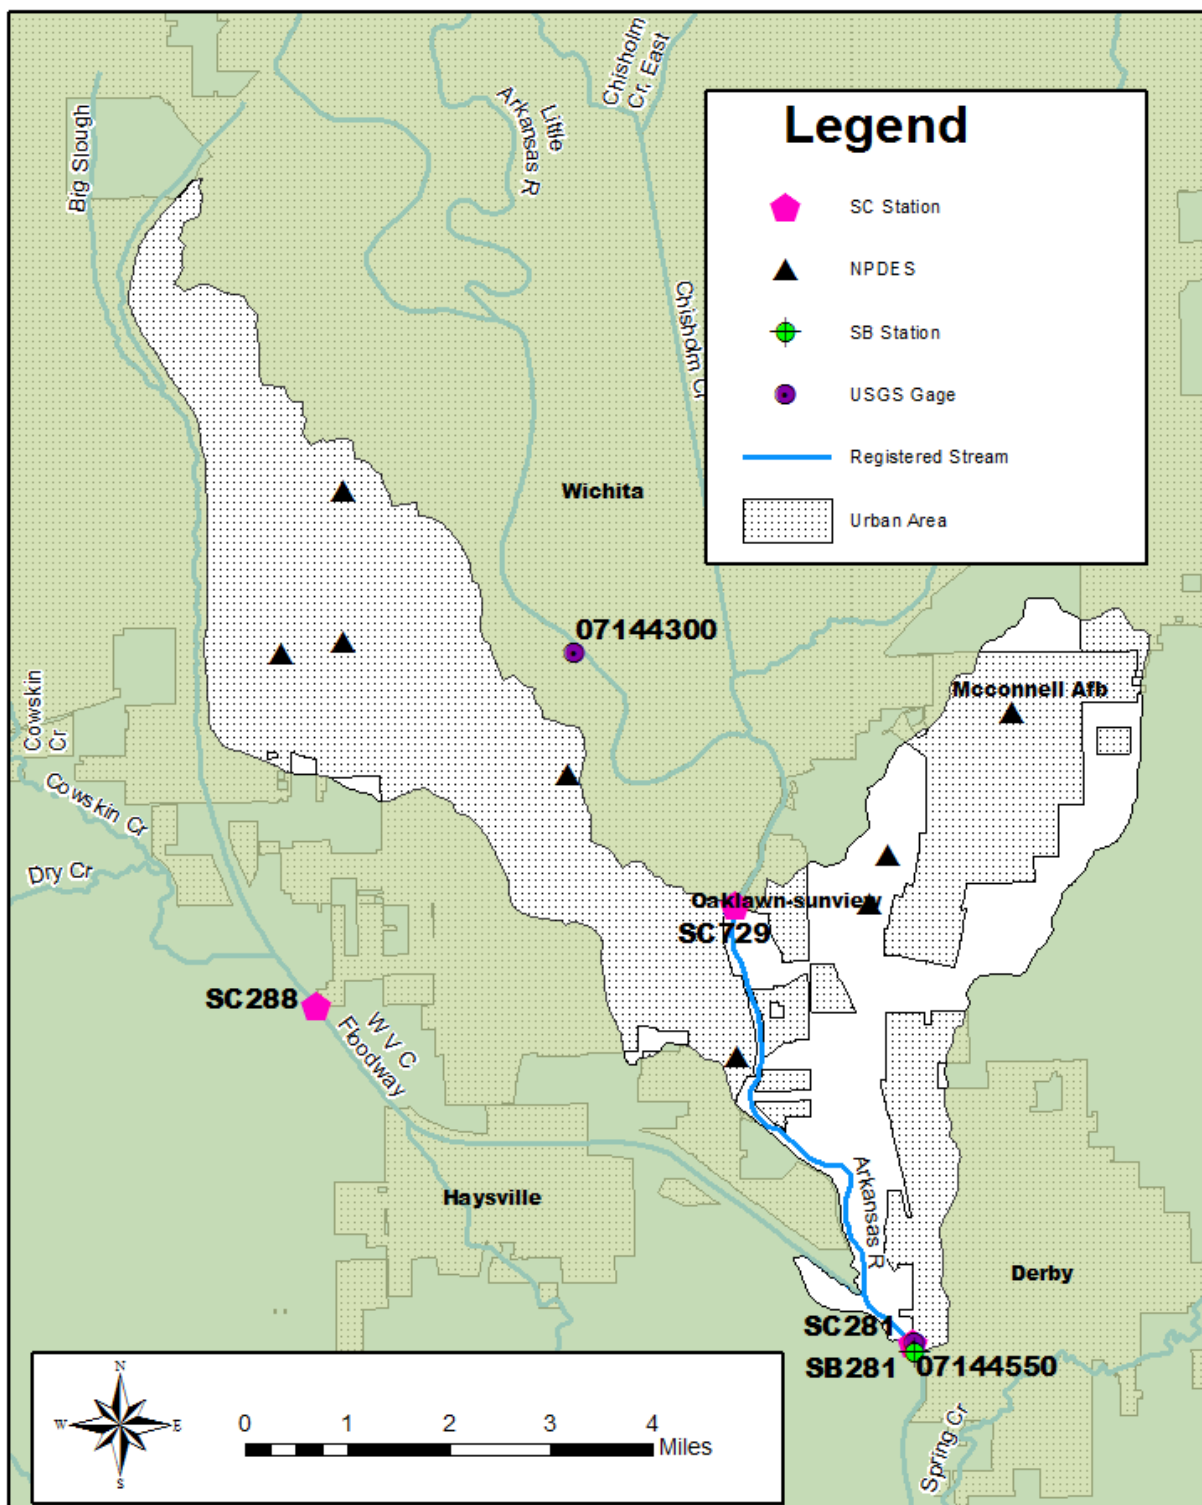 Chisholm
Cr, East
Little
Arkansas R
Big Slough
Legend
SC Station
NPDES
SB Station
USGS Gage
Registered Stream
Urban Area
Chisholm Cr
Wichita
07144300
Mcconnell Afb
Cowskin
Cr
Cowskin Cr
Dry Cr
Oaklawn-sunview
SC729
SC288
W V C
Floodway
Arkansas R
Haysville
Derby
SC281
SB281
07144550
Spring Cr
N
W
E
S
0 1 2 3 4
Miles